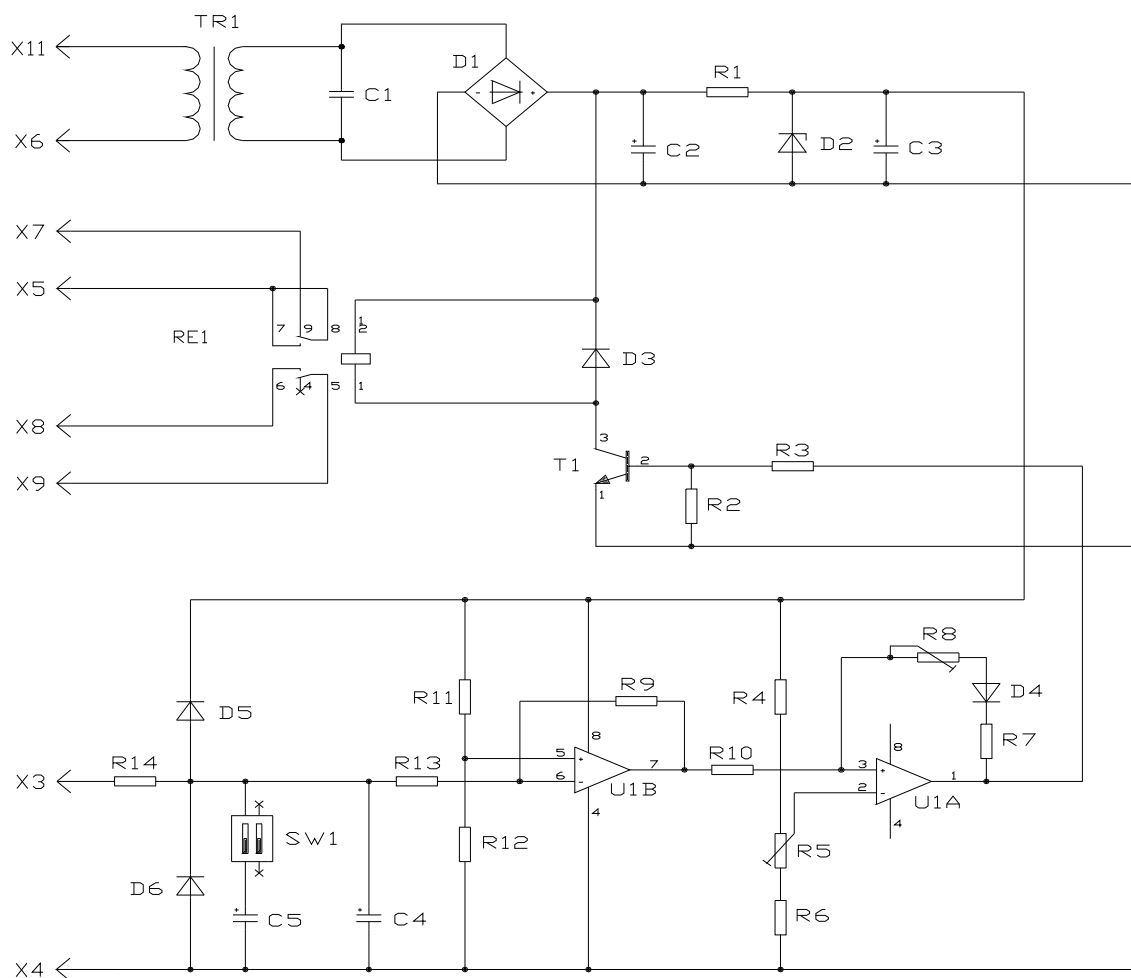 TR1
X11
D1
C1
R1
X6
C2
D2
C3
- +
+
+
X7
X5
7 9 8
1
2
RE1
D3
6 4 5
1
X8
3
R3
T1
2
X9
1
R2
R8
R9
R11
R4
D4
D5
8
8
R7
R14
R13
5
+
7
R10
3
+
X3
6
-
1
U1B
2
-
U1A
4
4
SW1
R12
R5
D6
+
C5
+
C4
R6
X4